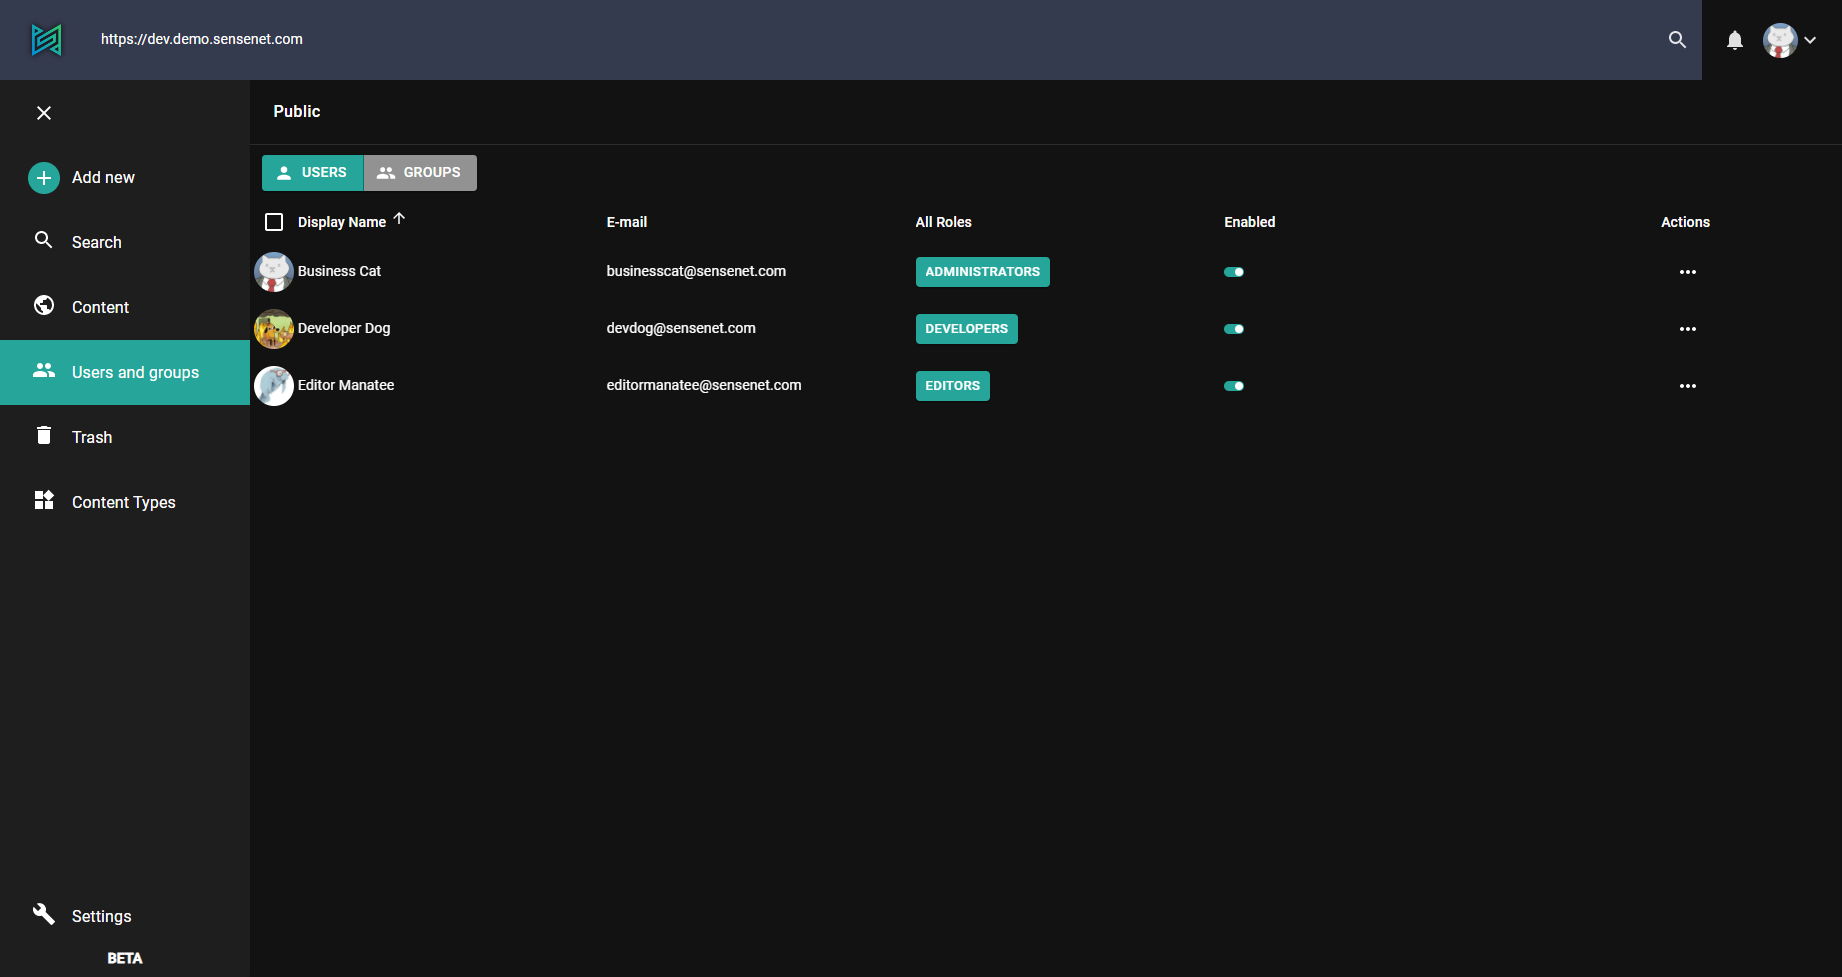 https://dev.demo.sensenet.com
Add new
Search
Content
Users and groups
Trash
Content Types
Settings
BETA
Public
USERS GROUPS
Display Name E-mail All Roles Enabled Actions
Business Cat businesscat@sensenet.com ADMINISTRATORS
Developer Dog devdog@sensenet.com DEVELOPERS
Editor Manatee editormanatee@sensenet.com EDITORS